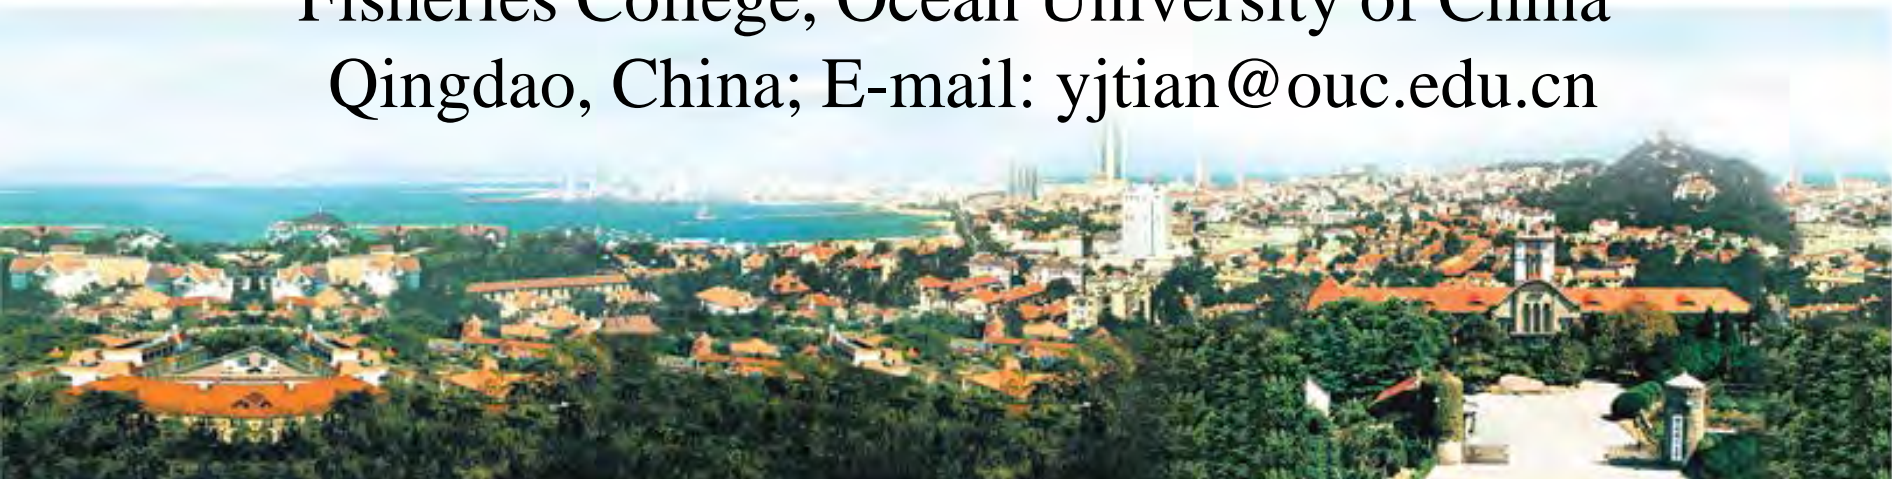 Fisheries College, Ocean University of China
Qingdao, China; E-mail: yjtian@ouc.edu.cn